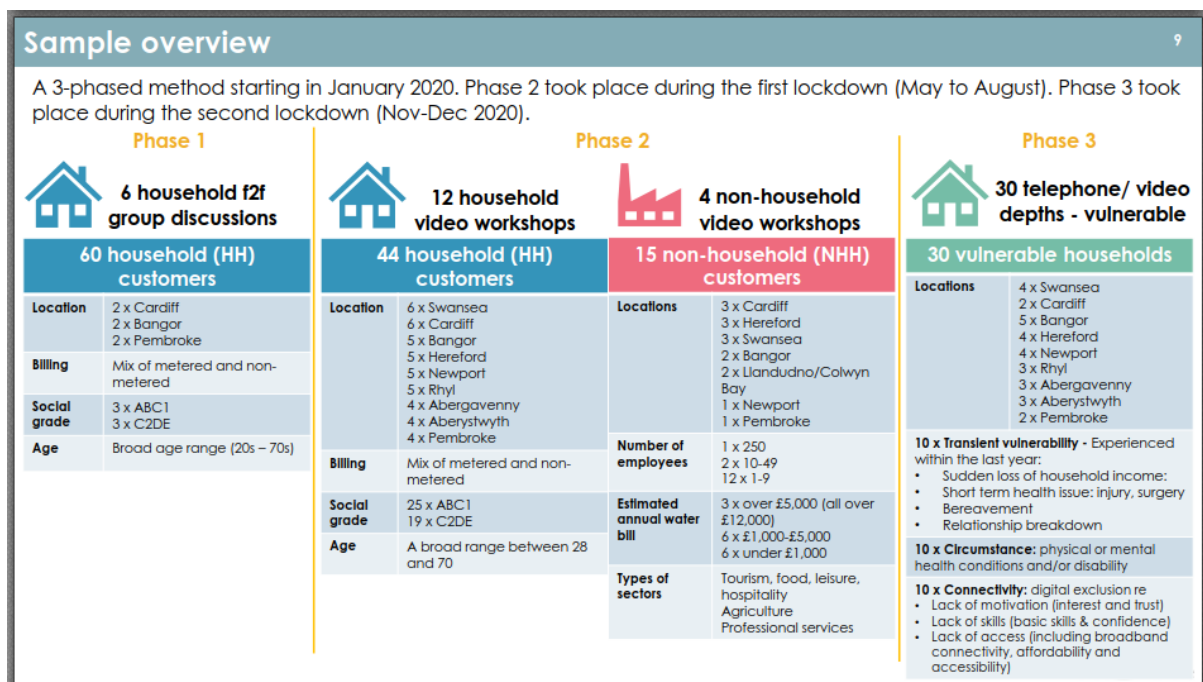 Sample overview
9
A 3-phased method starting in January 2020. Phase 2 took place during the first lockdown (May to August). Phase 3 took
place during the second lockdown (Nov-Dec 2020).
Phase 1
6 household f2f
group discussions
60 household (HH)
customers
Location
2 x Cardiff
2 x Bangor
2 x Pembroke
Billing
Mix of metered and non-
metered
Social
grade
3 x ABC1
3 x C2DE
Age
Broad age range (20s – 70s)
Phase 2
12 household
video workshops
44 household (HH)
customers
Location
6 x Swansea
6 x Cardiff
5 x Bangor
5 x Hereford
5 x Newport
5 x Rhyl
4 x Abergavenny
4 x Aberystwyth
4 x Pembroke
Billing
Mix of metered and non-
metered
Social
grade
25 x ABC1
19 x C2DE
Age
A broad range between 28
and 70
4 non-household
video workshops
15 non-household (NHH)
customers
Locations
3 x Cardiff
3 x Hereford
3 x Swansea
2 x Bangor
2 x Llandudno/Colwyn
Bay
1 x Newport
1 x Pembroke
Number of
employees
1 x 250
2 x 10-49
12 x 1-9
Estimated
annual water
bill
3 x over £5,000 (all over
£12,000)
6 x £1,000-£5,000
6 x under £1,000
Types of
sectors
Tourism, food, leisure,
hospitality
Agriculture
Professional services
Phase 3
30 telephone/ video
depths - vulnerable
30 vulnerable households
Locations
4 x Swansea
2 x Cardiff
5 x Bangor
4 x Hereford
4 x Newport
3 x Rhyl
3 x Abergavenny
3 x Aberystwyth
2 x Pembroke
10 x Transient vulnerability - Experienced
within the last year:
• Sudden loss of household income:
• Short term health issue: injury, surgery
• Bereavement
• Relationship breakdown
10 x Circumstance: physical or mental
health conditions and/or disability
10 x Connectivity: digital exclusion re
• Lack of motivation (interest and trust)
• Lack of skills (basic skills & confidence)
• Lack of access (including broadband
connectivity, affordability and
accessibility)